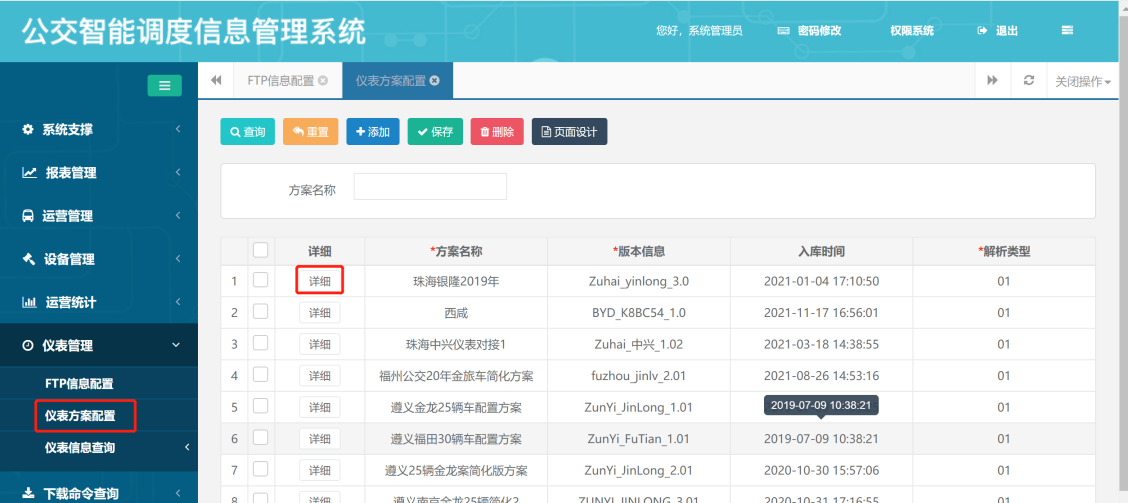 公交智能调度信息管理系统
您好，系统管理员 密码修改 权限系统 退出
FTP信息配置 仪表方案配置 关闭操作
系统支撑
报表管理
运营管理
设备管理
运营统计
仪表管理
FTP信息配置
仪表方案配置
仪表信息查询
下载命令查询
查询 重置 添加 保存 删除 页面设计
方案名称
详细 *方案名称 *版本信息 入库时间 *解析类型
1 详细 珠海银隆2019年 Zuhai_yinlong_3.0 2021-01-04 17:10:50 01
2 详细 西咸 BYD_K8BC54_1.0 2021-11-17 16:56:01 01
3 详细 珠海中兴仪表对接1 Zuhai_中兴_1.02 2021-03-18 14:38:55 01
4 详细 福州公交20年金旅车简化方案 fuzhou_jinlv_2.01 2021-08-26 14:53:16 01
5 详细 遵义金龙25辆车配置方案 ZunYi_JinLong_1.01 2019-07-09 10:38:21 01
6 详细 遵义福田30辆车配置方案 ZunYi_FuTian_1.01 2019-07-09 10:38:21 01
7 详细 遵义25辆金龙案简化版方案 ZunYi_JinLong_2.01 2020-10-30 15:57:06 01
8 详细 遵义南京金龙25辆简化2 ZUNYI_JINLONG_3.01 2020-10-31 17:16:55 01